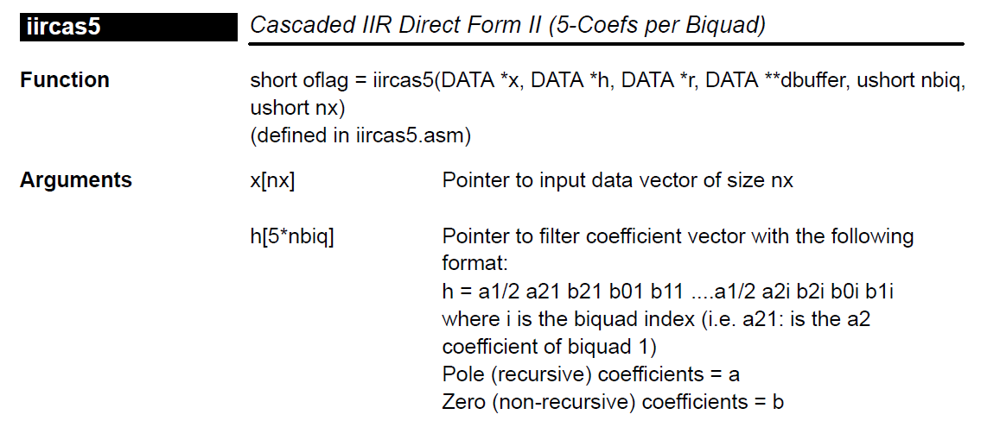 iircas5 Cascaded IIR Direct Form II (5-Coefs per Biquad)
Function short oflag = iircas5(DATA *x, DATA *h, DATA *r, DATA **dbuffer, ushort nbiq,
ushort nx)
(defined in iircas5.asm)
Arguments x[nx] Pointer to input data vector of size nx
h[5*nbiq] Pointer to filter coefficient vector with the following
format:
h = a1/2 a21 b21 b01 b11 ....a1/2 a2i b2i b0i b1i
where i is the biquad index (i.e. a21: is the a2
coefficient of biquad 1)
Pole (recursive) coefficients = a
Zero (non-recursive) coefficients = b